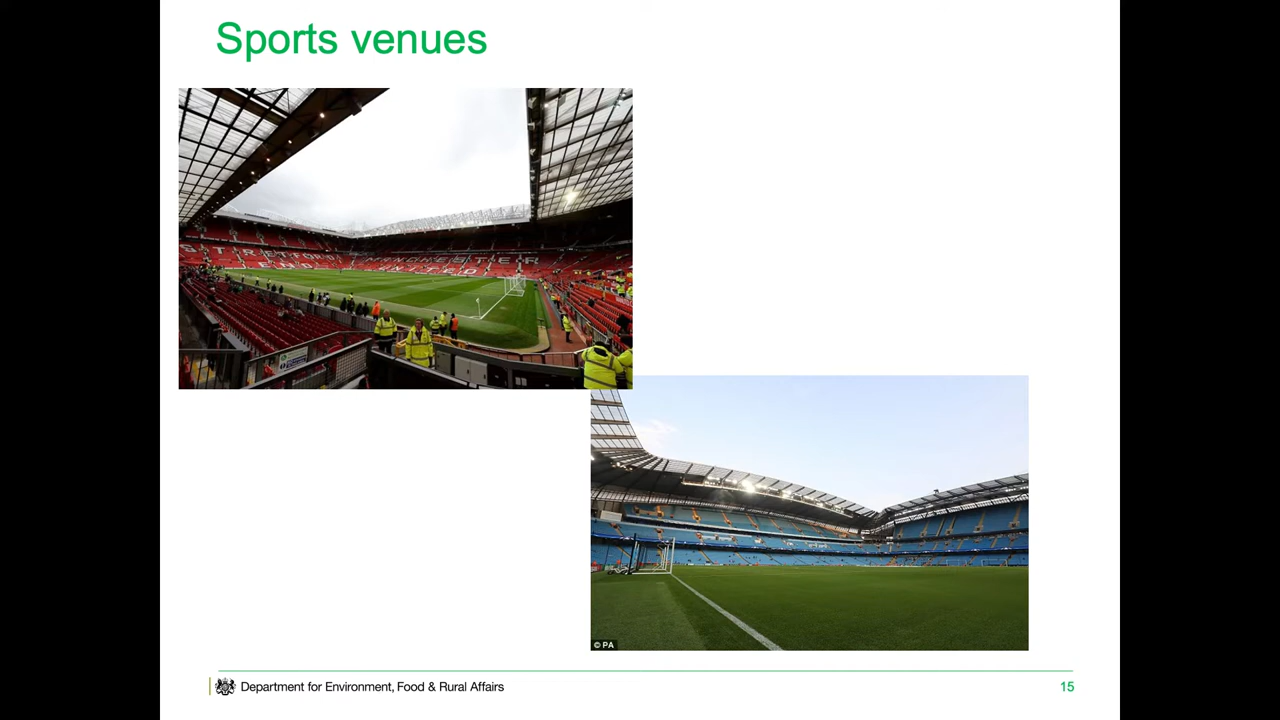 Sports venues
STRETFORD MANCHESTER
END UNITED
© PA
Department for Environment, Food & Rural Affairs
15